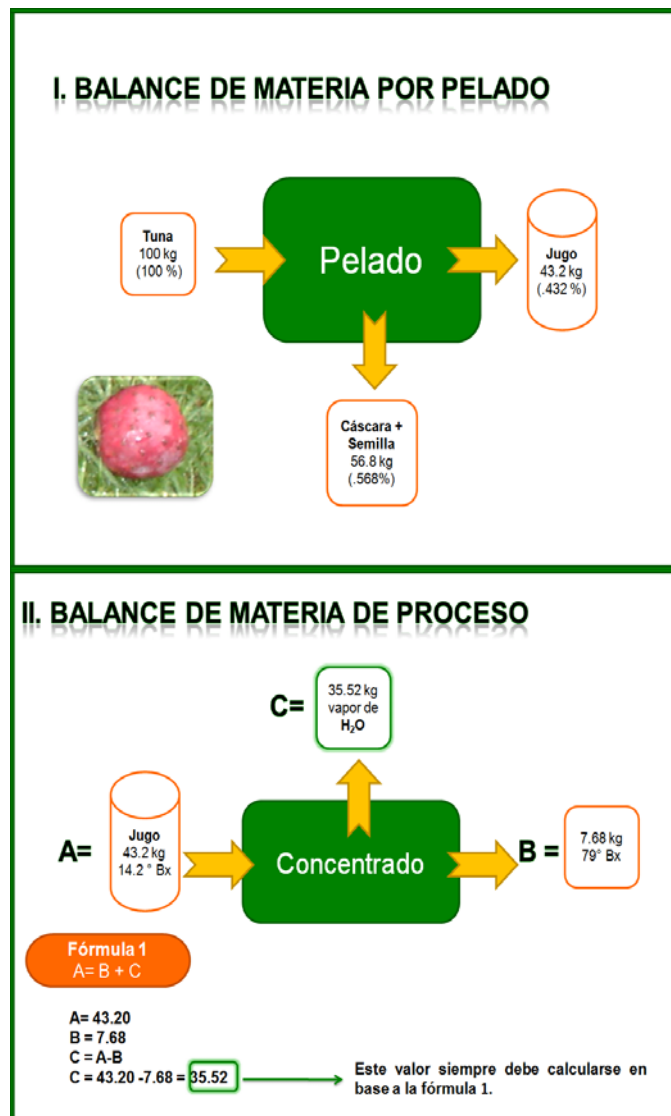 I. BALANCE DE MATERIA POR PELADO
Tuna
100 kg
(100 %)
Pelado
Jugo
43.2 kg
(.432 %)
Cáscara +
Semilla
56.8 kg
(.568%)
II. BALANCE DE MATERIA DE PROCESO
C=
35.52 kg
vapor de
H₂O
A=
Jugo
43.2 kg
14.2 ° Bx
Concentrado
B =
7.68 kg
79° Bx
Fórmula 1
A= B + C
A= 43.20
B = 7.68
C = A-B
C = 43.20 -7.68 = 35.52
Este valor siempre debe calcularse en
base a la fórmula 1.